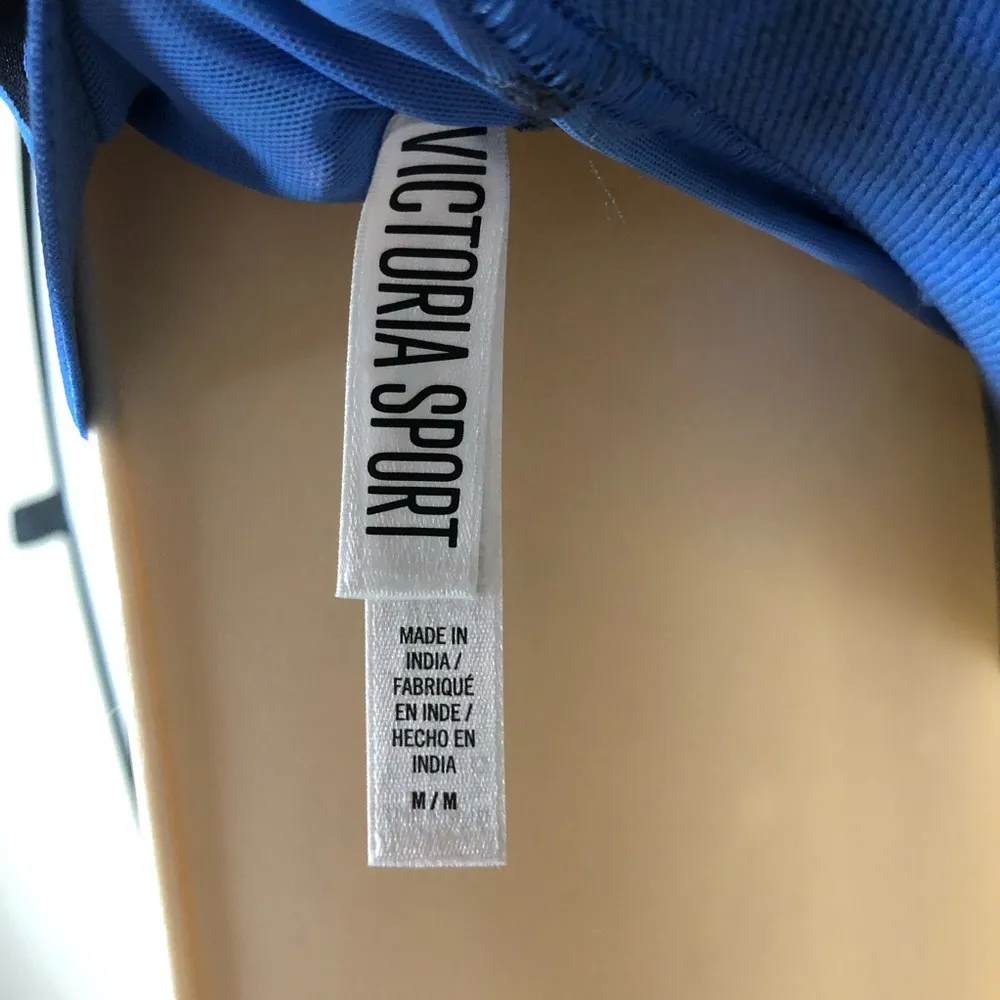 VICTORIA SPORT
MADE IN
INDIA /
FABRIQUÉ
EN INDE /
HECHO EN
INDIA
M / M